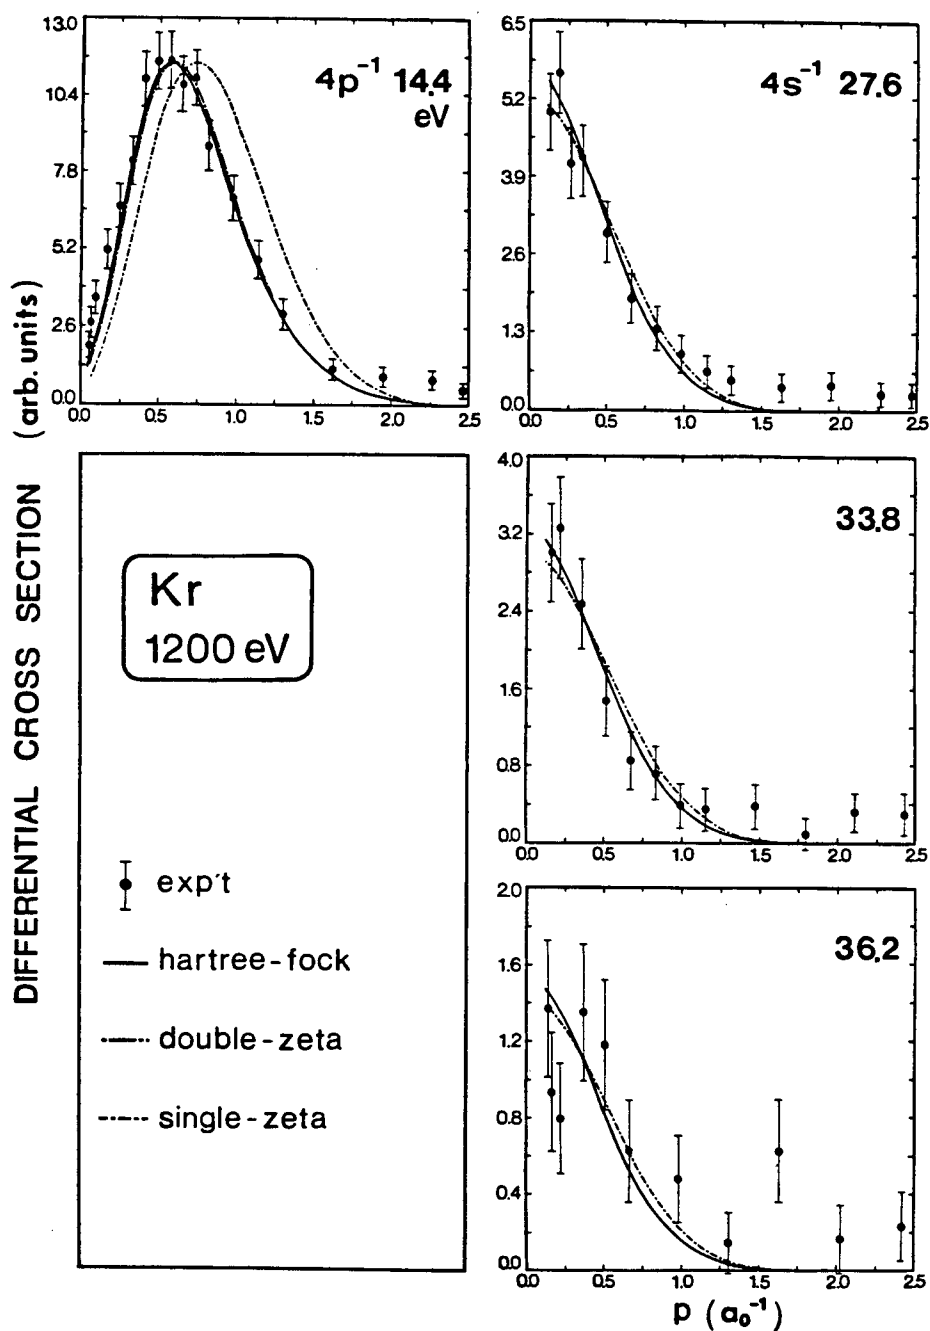 13.0
10.4
7.8
5.2
2.6
0.0
0.0 0.5 1.0 1.5 2.0 2.5
4p⁻¹ 14.4
eV
6.5
5.2
3.9
2.6
1.3
0.0
0.0 0.5 1.0 1.5 2.0 2.5
4s⁻¹ 27.6
DIFFERENTIAL CROSS SECTION (arb. units)
Kr
1200 eV
exp't
hartree-fock
double-zeta
single-zeta
4.0
3.2
2.4
1.6
0.8
0.0
0.0 0.5 1.0 1.5 2.0 2.5
33.8
2.0
1.6
1.2
0.8
0.4
0.0
0.0 0.5 1.0 1.5 2.0 2.5
36.2
p (a₀⁻¹)